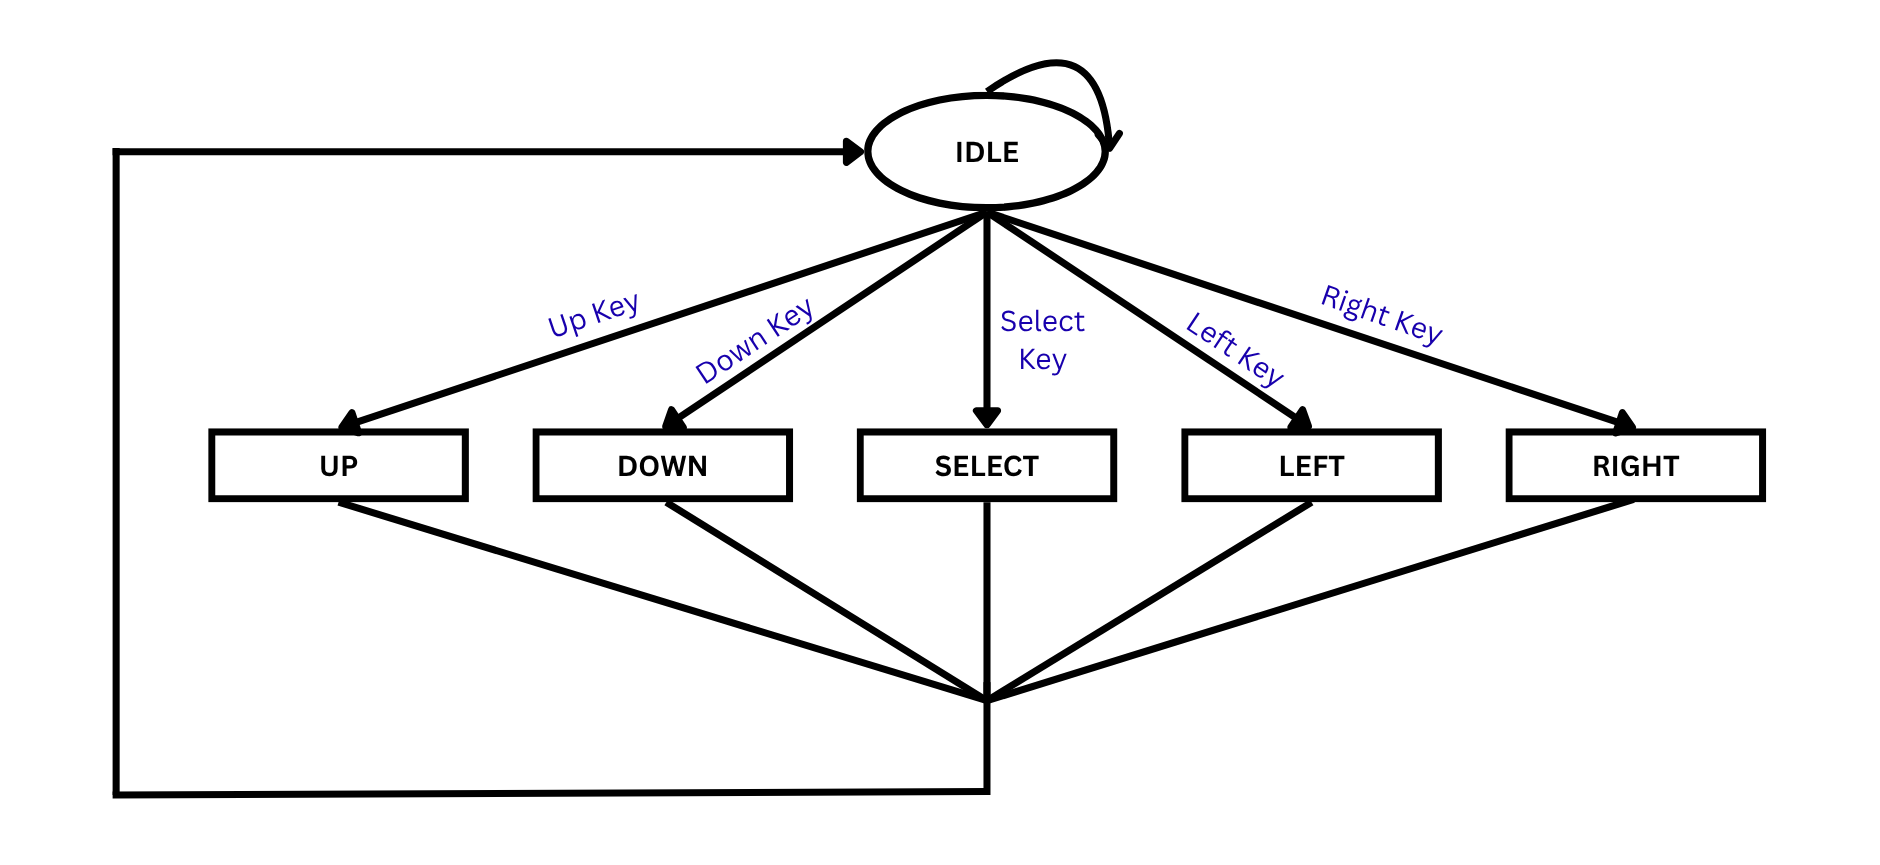 IDLE
Up Key
Down Key
Select
Key
Left Key
Right Key
UP
DOWN
SELECT
LEFT
RIGHT